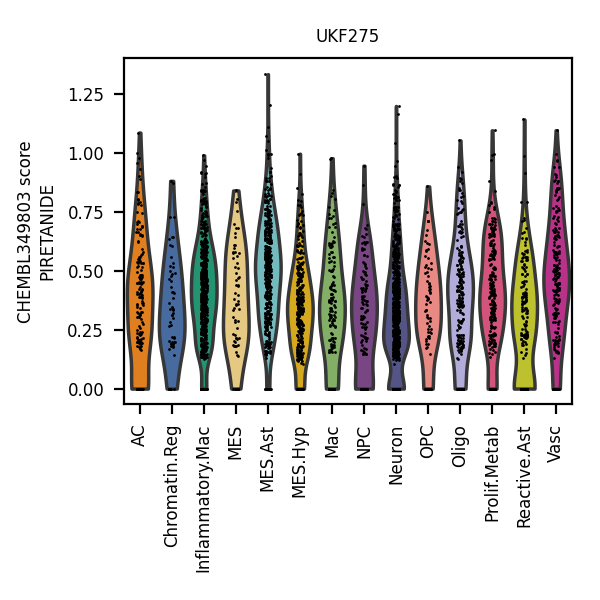 UKF275
CHEMBL349803 score
PIRETANIDE
1.25
1.00
0.75
0.50
0.25
0.00
AC
Chromatin.Reg
Inflammatory.Mac
MES
MES.Ast
MES.Hyp
Mac
NPC
Neuron
OPC
Oligo
Prolif.Metab
Reactive.Ast
Vasc